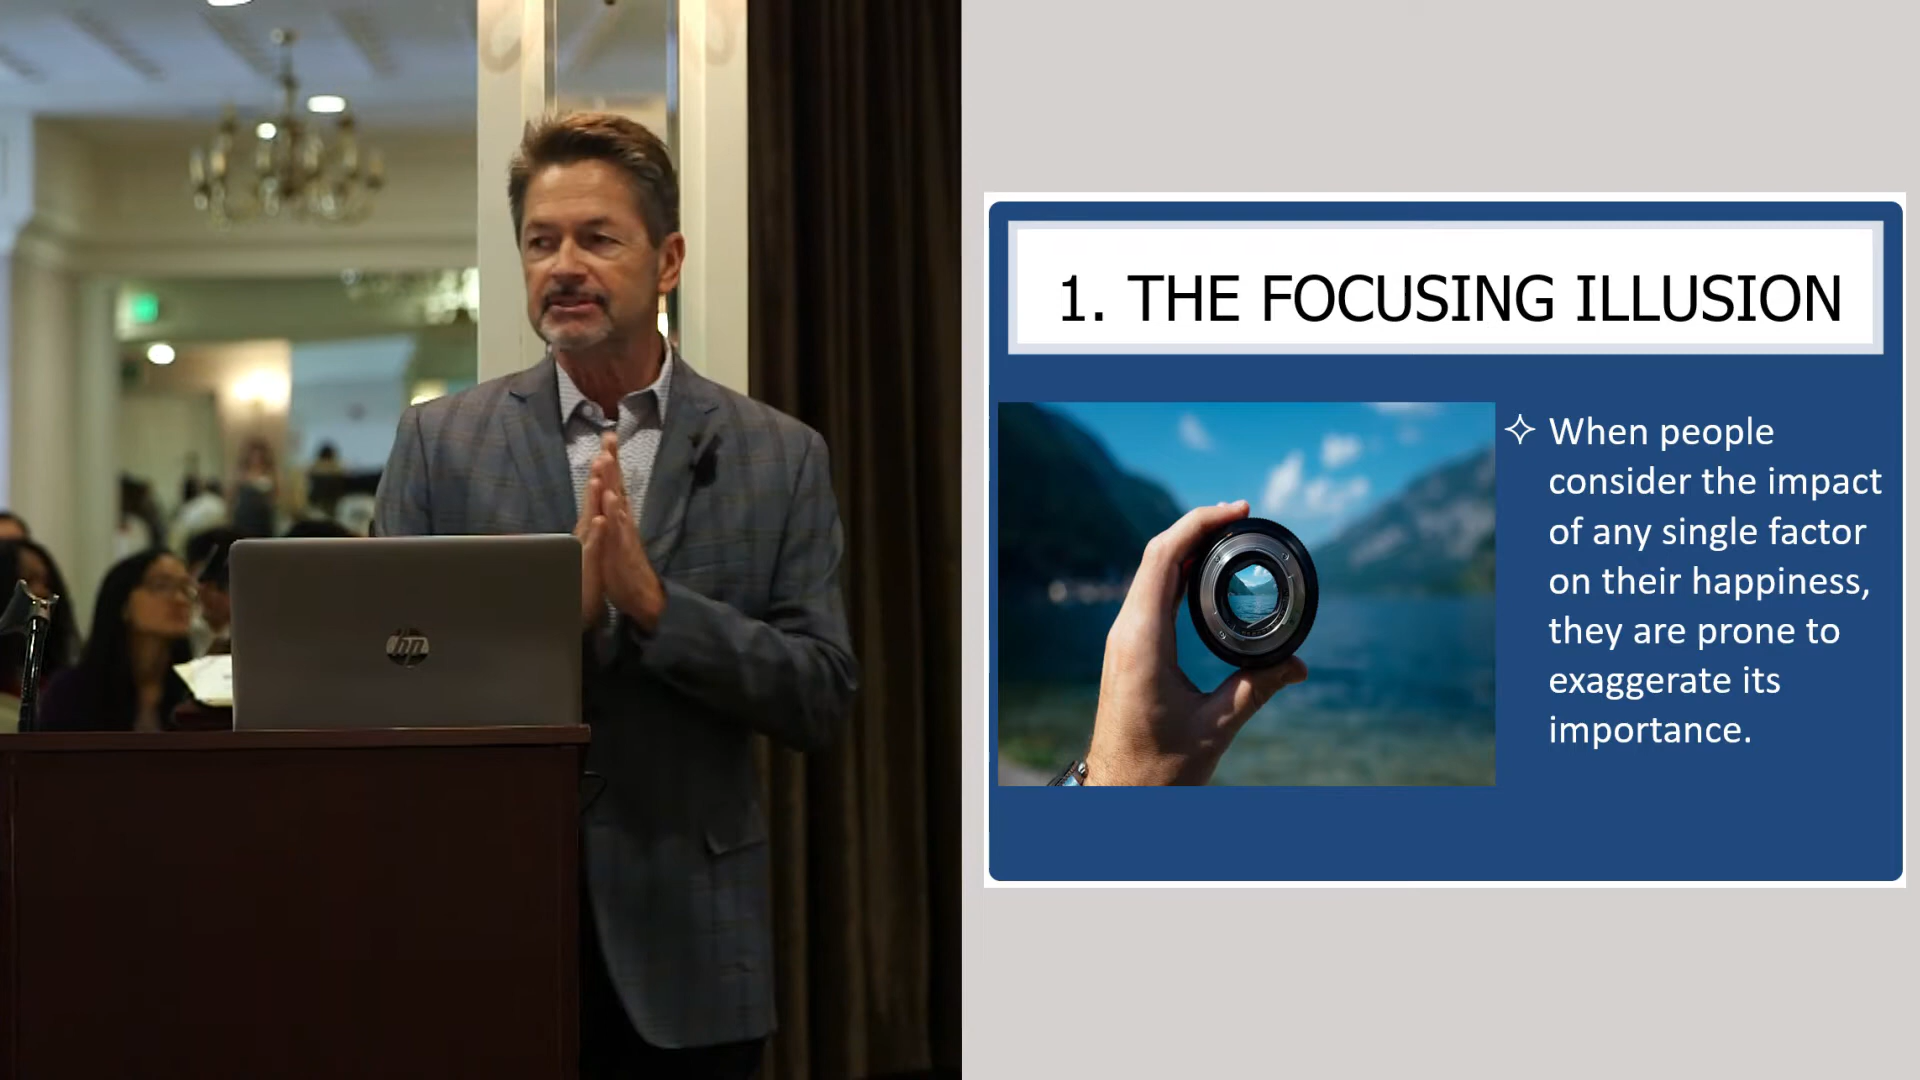 hp
1. THE FOCUSING ILLUSION
When people
consider the impact
of any single factor
on their happiness,
they are prone to
exaggerate its
importance.